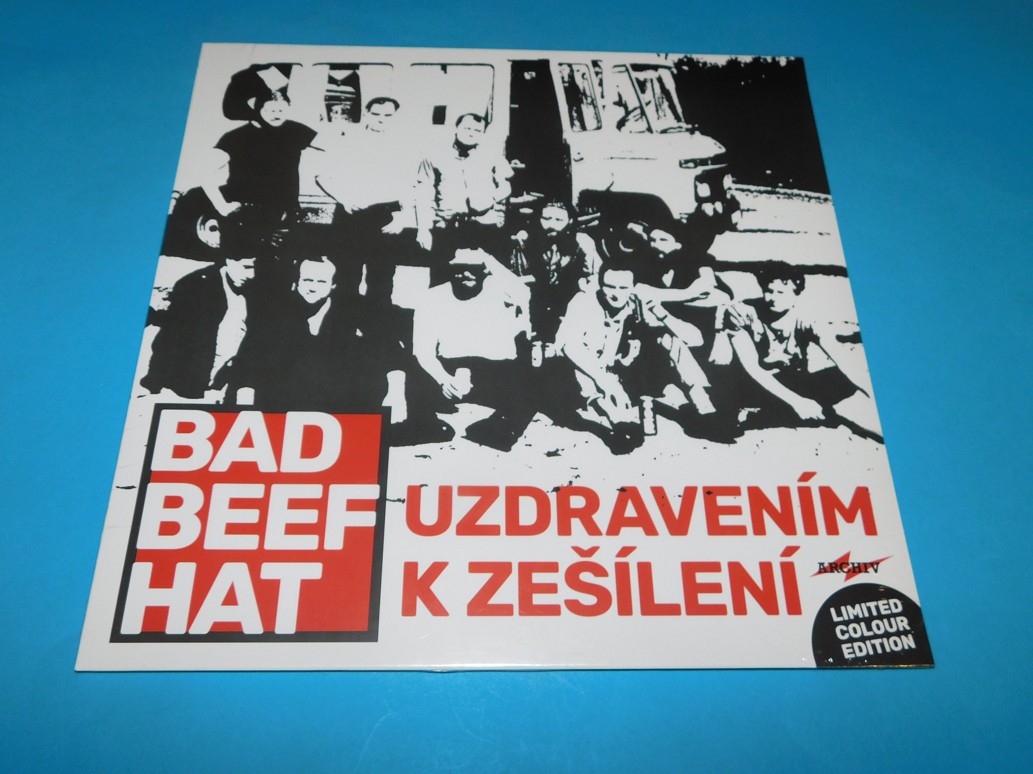 BAD
BEEF
HAT
UZDRAVENÍM
K ZEŠÍLENÍ
ARCHIV
LIMITED
COLOUR
EDITION